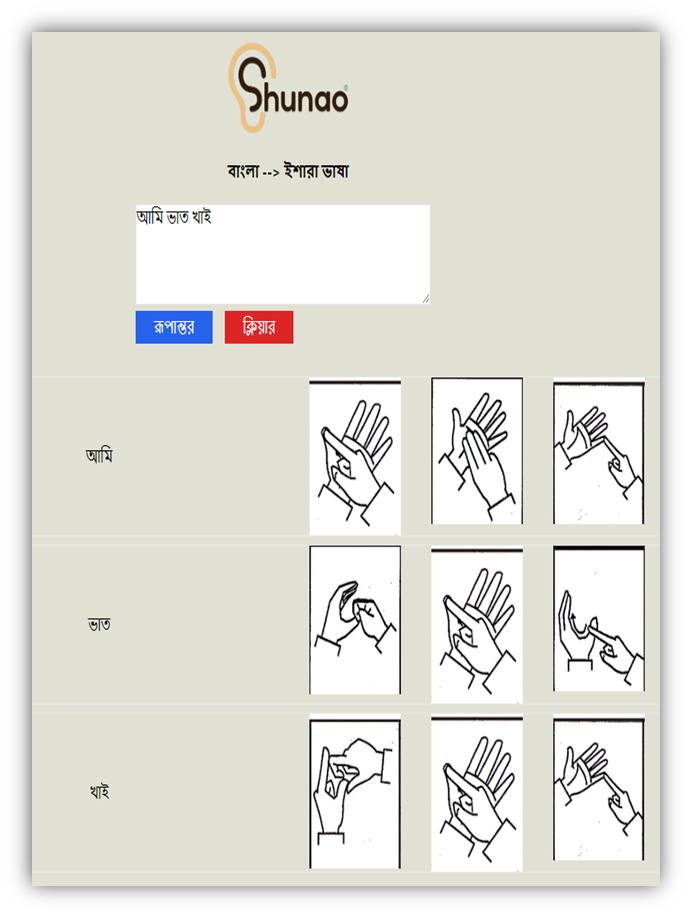 Shunao
বাংলা --> ইশারা ভাষা
আমি ভাত খাই
রূপান্তর ক্লিয়ার
আমি
ভাত
খাই